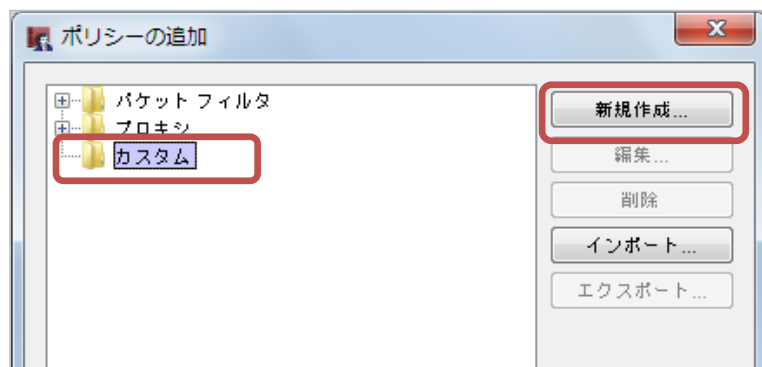 ポリシーの追加
パケット フィルタ
プロキシ
カスタム
新規作成...
編集...
削除
インポート...
エクスポート...